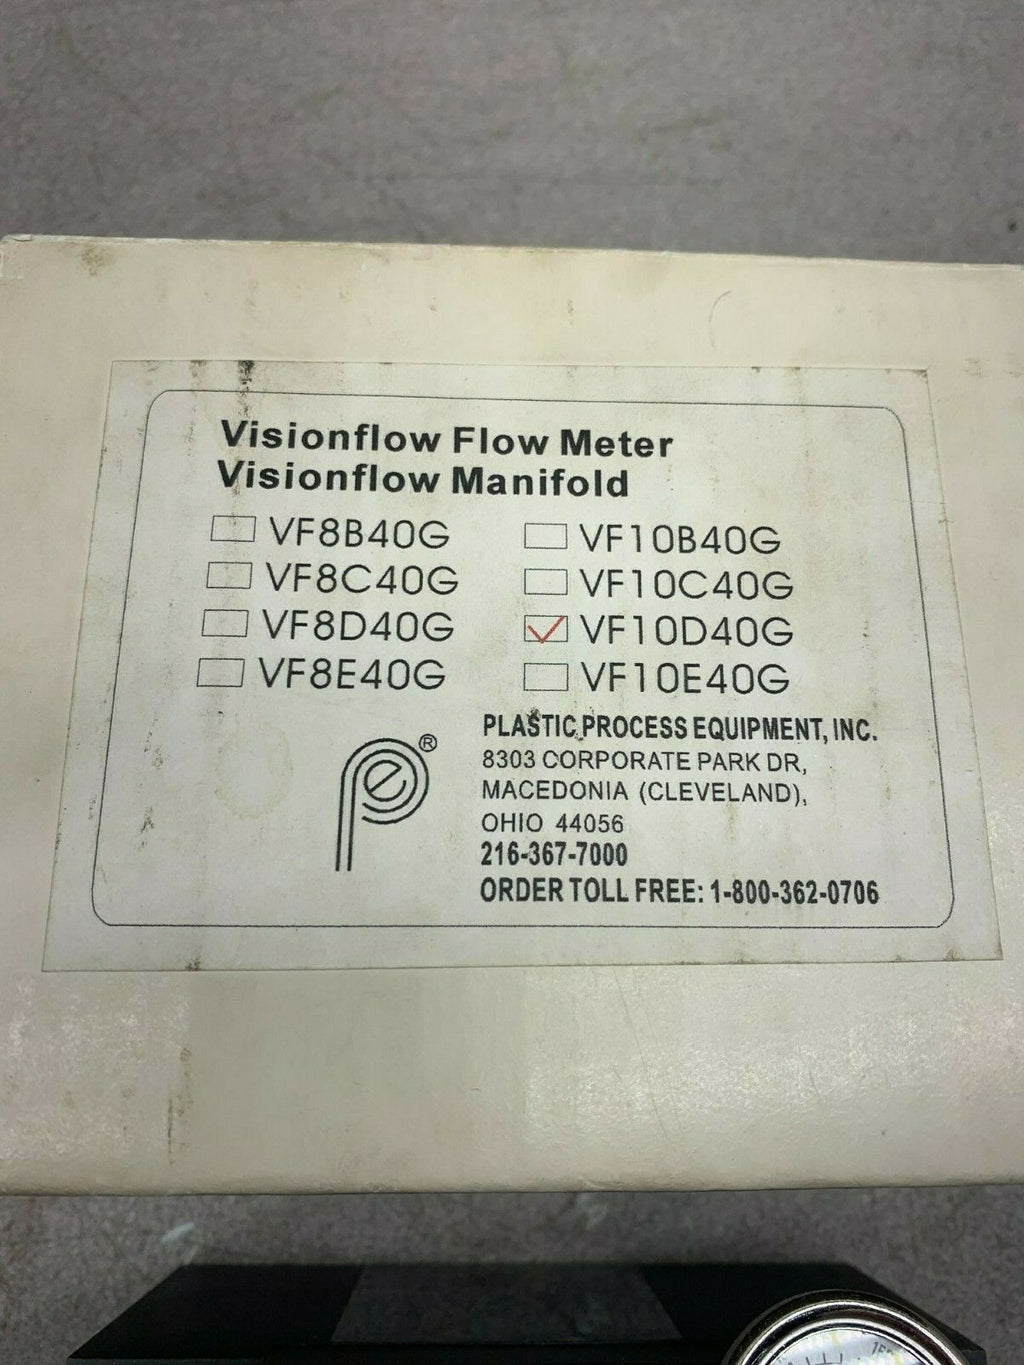 Visionflow Flow Meter
Visionflow Manifold
VF8B40G
VF8C40G
VF8D40G
VF8E40G
VF10B40G
VF10C40G
VF10D40G
VF10E40G
pe®
PLASTIC PROCESS EQUIPMENT, INC.
8303 CORPORATE PARK DR,
MACEDONIA (CLEVELAND),
OHIO 44056
216-367-7000
ORDER TOLL FREE: 1-800-362-0706